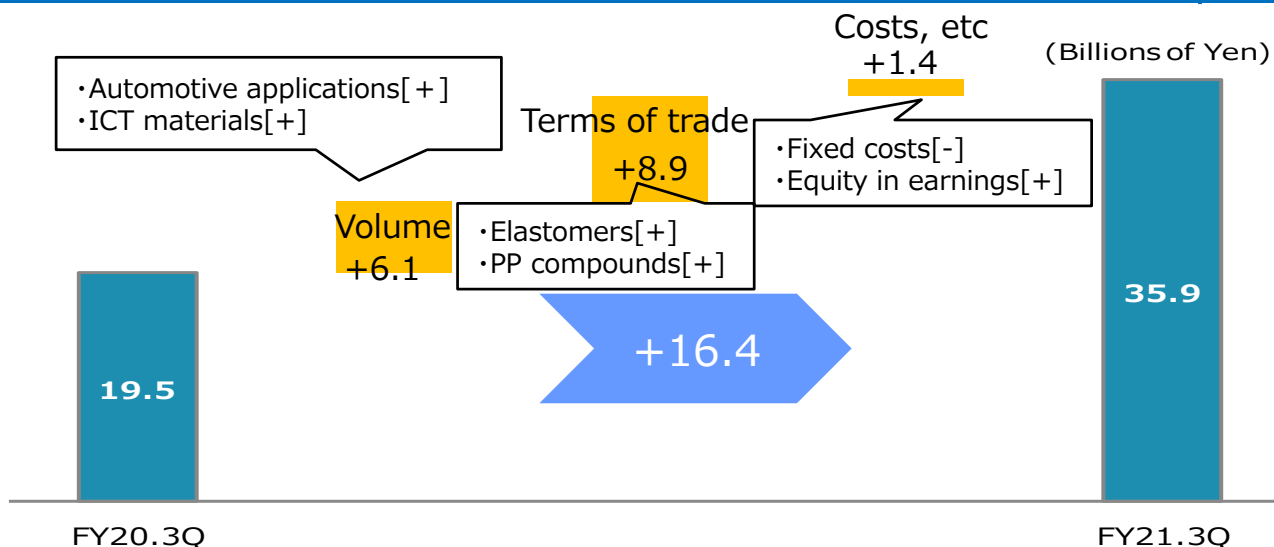 Costs, etc
+1.4
(Billions of Yen)
・Automotive applications[+]
・ICT materials[+]
Terms of trade
+8.9
・Fixed costs[-]
・Equity in earnings[+]
Volume
+6.1
・Elastomers[+]
・PP compounds[+]
+16.4
19.5
35.9
FY20.3Q
FY21.3Q